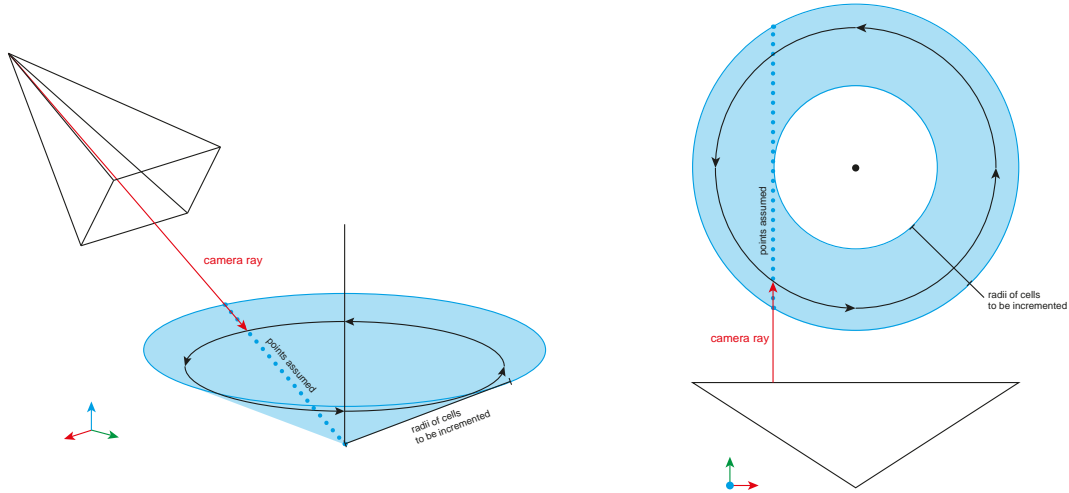 camera ray
points assumed
radii of cells
to be incremented
points assumed
radii of cells
to be incremented
camera ray